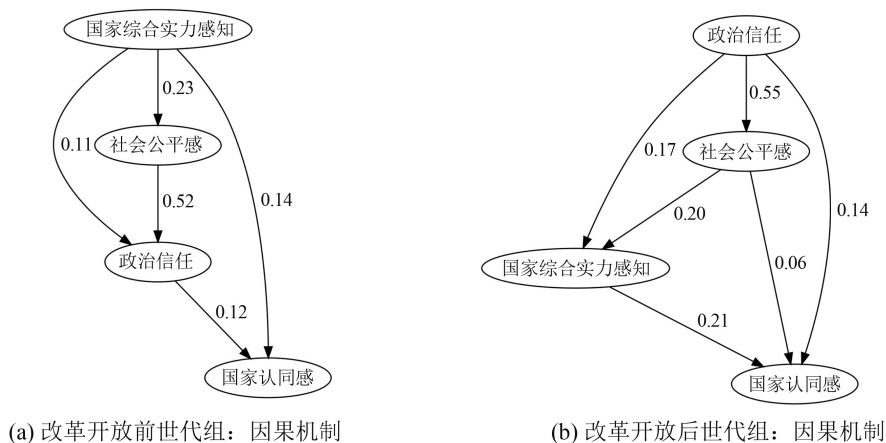 国家综合实力感知
0.23
0.11
社会公平感
0.52
0.14
政治信任
0.12
国家认同感
(a) 改革开放前世代组：因果机制
政治信任
0.55
0.17
社会公平感
0.20
0.14
国家综合实力感知
0.06
0.21
国家认同感
(b) 改革开放后世代组：因果机制